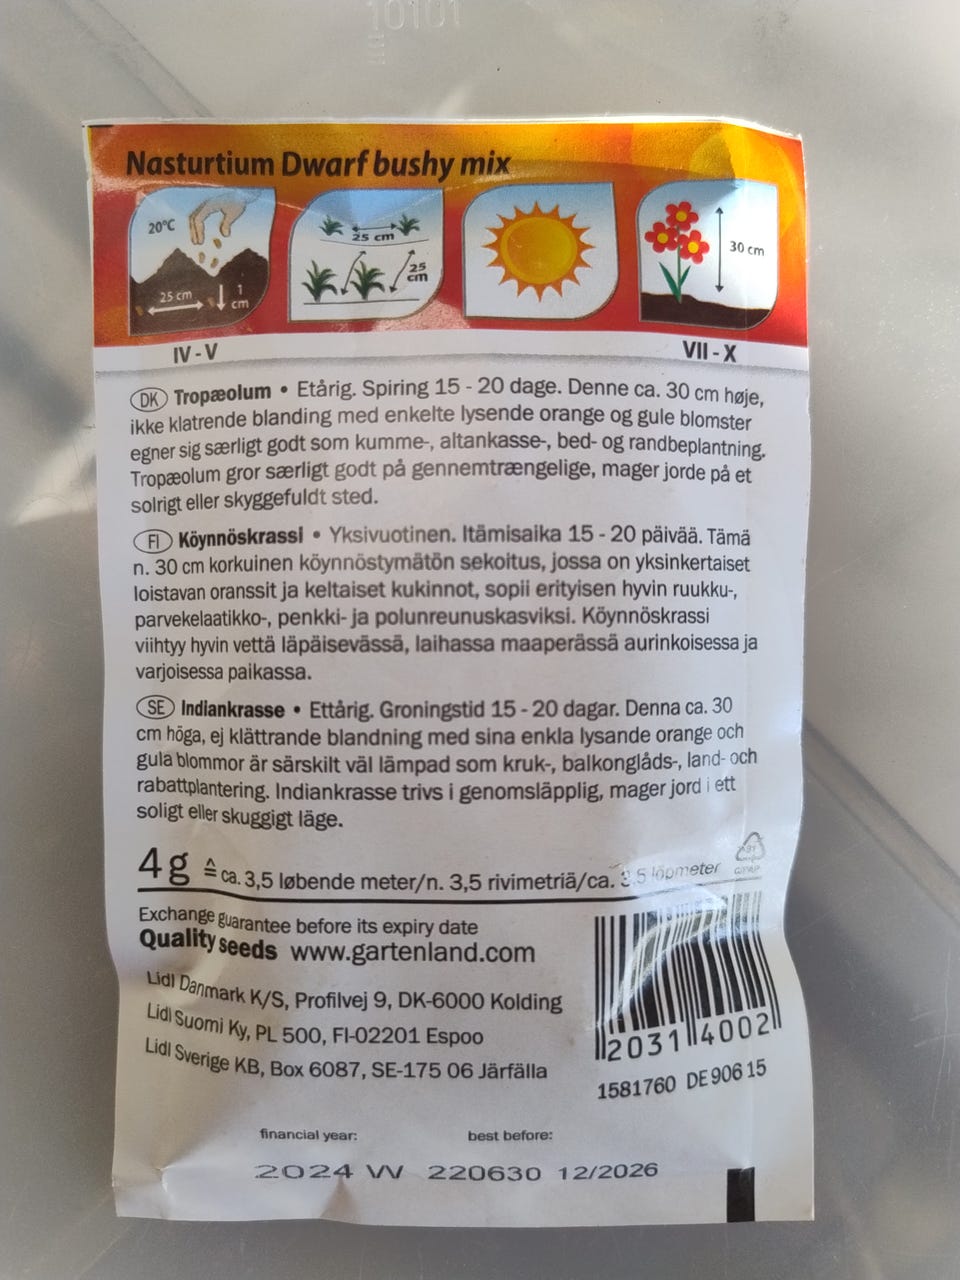 10101
Nasturtium Dwarf bushy mix
20°C
25 cm
1 cm
25 cm
25 cm
30 cm
IV - V
VII - X
DK Tropæolum • Etårig. Spiring 15 - 20 dage. Denne ca. 30 cm høje,
ikke klatrende blanding med enkelte lysende orange og gule blomster
egner sig særligt godt som kumme-, altankasse-, bed- og randbeplantning.
Tropæolum gror særligt godt på gennemtrængelige, mager jorde på et
solrigt eller skyggefuldt sted.
FI Köynnöskrassi • Yksivuotinen. Itämisaika 15 - 20 päivää. Tämä
n. 30 cm korkuinen köynnöstymätön sekoitus, jossa on yksinkertaiset
loistavan oranssit ja keltaiset kukinnot, sopii erityisen hyvin ruukku-,
parvekelaatikko-, penkki- ja polunreunuskasviksi. Köynnöskrassi
viihtyy hyvin vettä läpäisevässä, laihassa maaperässä aurinkoisessa ja
varjoisessa paikassa.
SE Indiankrasse • Ettårig. Groningstid 15 - 20 dagar. Denna ca. 30
cm höga, ej klättrande blandning med sina enkla lysande orange och
gula blommor är särskilt väl lämpad som kruk-, balkonglåds-, land- och
rabattplantering. Indiankrasse trivs i genomsläpplig, mager jord i ett
soligt eller skuggigt läge.
4g ≙ ca. 3,5 løbende meter/n. 3,5 rivimetriä/ca. 3,5 löpmeter
Exchange guarantee before its expiry date
Quality seeds www.gartenland.com
Lidl Danmark K/S, Profilvej 9, DK-6000 Kolding
Lidl Suomi Ky, PL 500, FI-02201 Espoo
Lidl Sverige KB, Box 6087, SE-175 06 Järfälla
20314002
1581760 DE 906 15
financial year: best before:
2024 VV 220630 12/2026